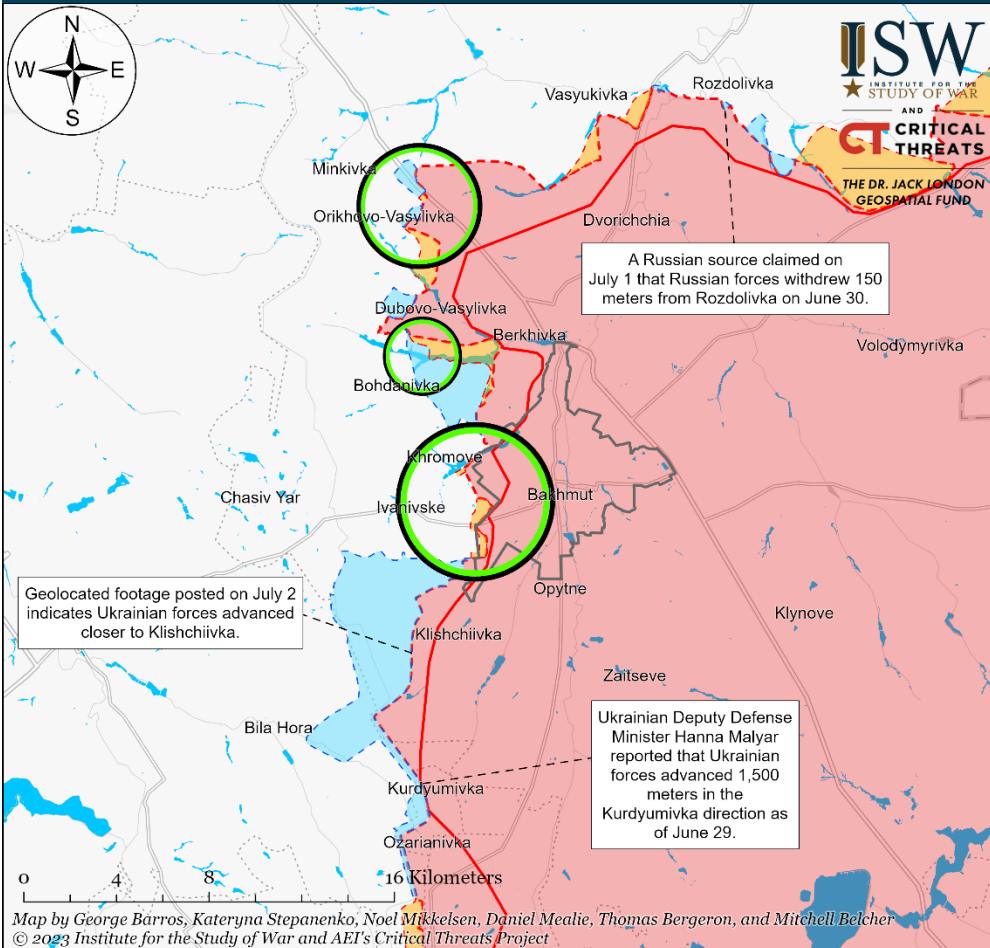 N
W
E
S
ISW
INSTITUTE FOR THE
STUDY OF WAR
AND
CT CRITICAL
THREATS
THE DR. JACK LONDON
GEOSPATIAL FUND
Vasyukivka
Rozdolivka
Minkivka
Orikhovo-Vasylivka
Dvorichchia
A Russian source claimed on
July 1 that Russian forces withdrew 150
meters from Rozdolivka on June 30.
Dubovo-Vasylivka
Berkhivka
Volodymyrivka
Bohdanivka
Khromove
Chasiv Yar
Ivanivske
Bakhmut
Opytne
Geolocated footage posted on July 2
indicates Ukrainian forces advanced
closer to Klishchiivka.
Klishchiivka
Klynove
Zaitseve
Bila Hora
Ukrainian Deputy Defense
Minister Hanna Malyar
reported that Ukrainian
forces advanced 1,500
meters in the
Kurdyumivka direction as
of June 29.
Kurdyumivka
Ozarianivka
0 4 8 16 Kilometers
Map by George Barros, Kateryna Stepanenko, Noel Mikkelsen, Daniel Mealie, Thomas Bergeron, and Mitchell Belcher
© 2023 Institute for the Study of War and AEI's Critical Threats Project